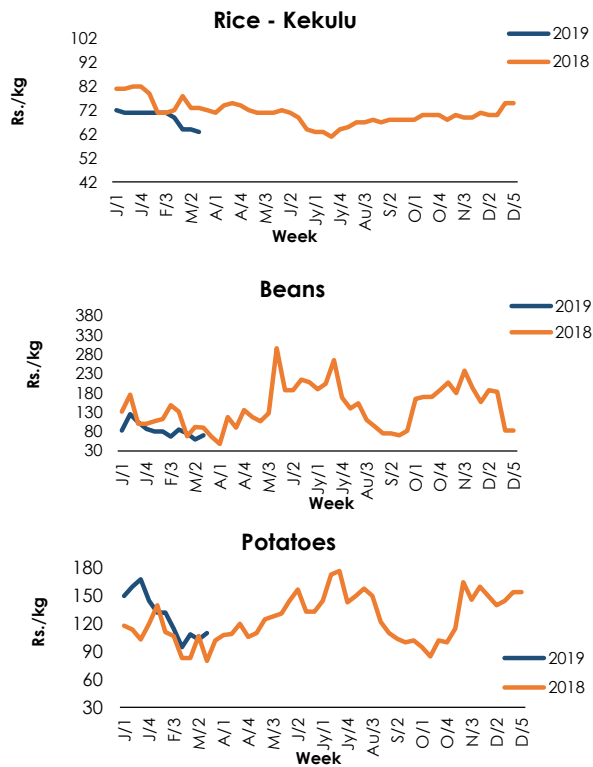 Rice - Kekulu
2019
2018
Rs./kg
102
92
82
72
62
52
42
J/1 J/4 F/3 M/2 A/1 A/4 M/3 J/2 Jy/1 Jy/4 Au/3 S/2 O/1 O/4 N/3 D/2 D/5
Week
Beans
2019
2018
Rs./kg
380
330
280
230
180
130
80
30
J/1 J/4 F/3 M/2 A/1 A/4 M/3 J/2 Jy/1 Jy/4 Au/3 S/2 O/1 O/4 N/3 D/2 D/5
Week
Potatoes
Rs./kg
180
150
120
90
60
30
2019
2018
J/1 J/4 F/3 M/2 A/1 A/4 M/3 J/2 Jy/1 Jy/4 Au/3 S/2 O/1 O/4 N/3 D/2 D/5
Week